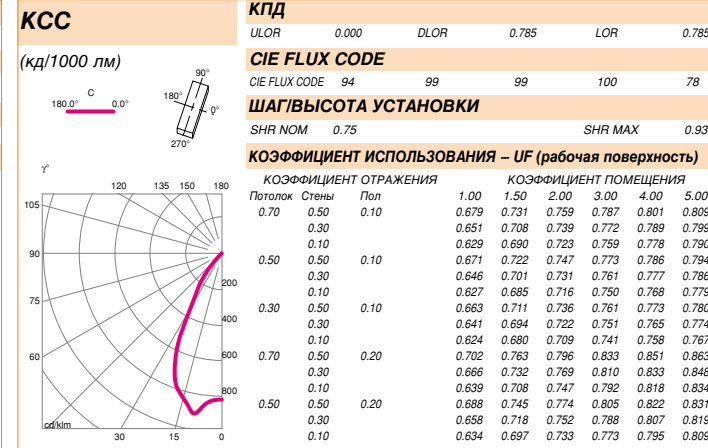 КСС
(кд/1000 лм)
C
180.0° 0.0°
90°
180°
0°
270°
γ°
120 135 150 180
105
90
75
60
200
400
600
800
cd/klm
30 15 0
КПД
ULOR 0.000 DLOR 0.785 LOR 0.785
CIE FLUX CODE
CIE FLUX CODE 94 99 99 100 78
ШАГ/ВЫСОТА УСТАНОВКИ
SHR NOM 0.75 SHR MAX 0.93
КОЭФФИЦИЕНТ ИСПОЛЬЗОВАНИЯ – UF (рабочая поверхность)
КОЭФФИЦИЕНТ ОТРАЖЕНИЯ КОЭФФИЦИЕНТ ПОМЕЩЕНИЯ
Потолок Стены Пол 1.00 1.50 2.00 3.00 4.00 5.00
0.70 0.50 0.10 0.679 0.731 0.759 0.787 0.801 0.809
0.30 0.651 0.708 0.739 0.772 0.789 0.799
0.10 0.629 0.690 0.723 0.759 0.778 0.790
0.50 0.50 0.10 0.671 0.722 0.747 0.773 0.786 0.794
0.30 0.646 0.701 0.731 0.761 0.777 0.786
0.10 0.627 0.685 0.716 0.750 0.768 0.779
0.30 0.50 0.10 0.663 0.711 0.736 0.761 0.773 0.780
0.30 0.641 0.694 0.722 0.751 0.765 0.774
0.10 0.624 0.680 0.709 0.741 0.758 0.767
0.70 0.50 0.20 0.702 0.763 0.796 0.833 0.851 0.863
0.30 0.666 0.732 0.769 0.810 0.833 0.848
0.10 0.639 0.708 0.747 0.792 0.818 0.834
0.50 0.50 0.20 0.688 0.745 0.774 0.805 0.822 0.831
0.30 0.658 0.718 0.752 0.788 0.807 0.819
0.10 0.634 0.697 0.733 0.773 0.795 0.809